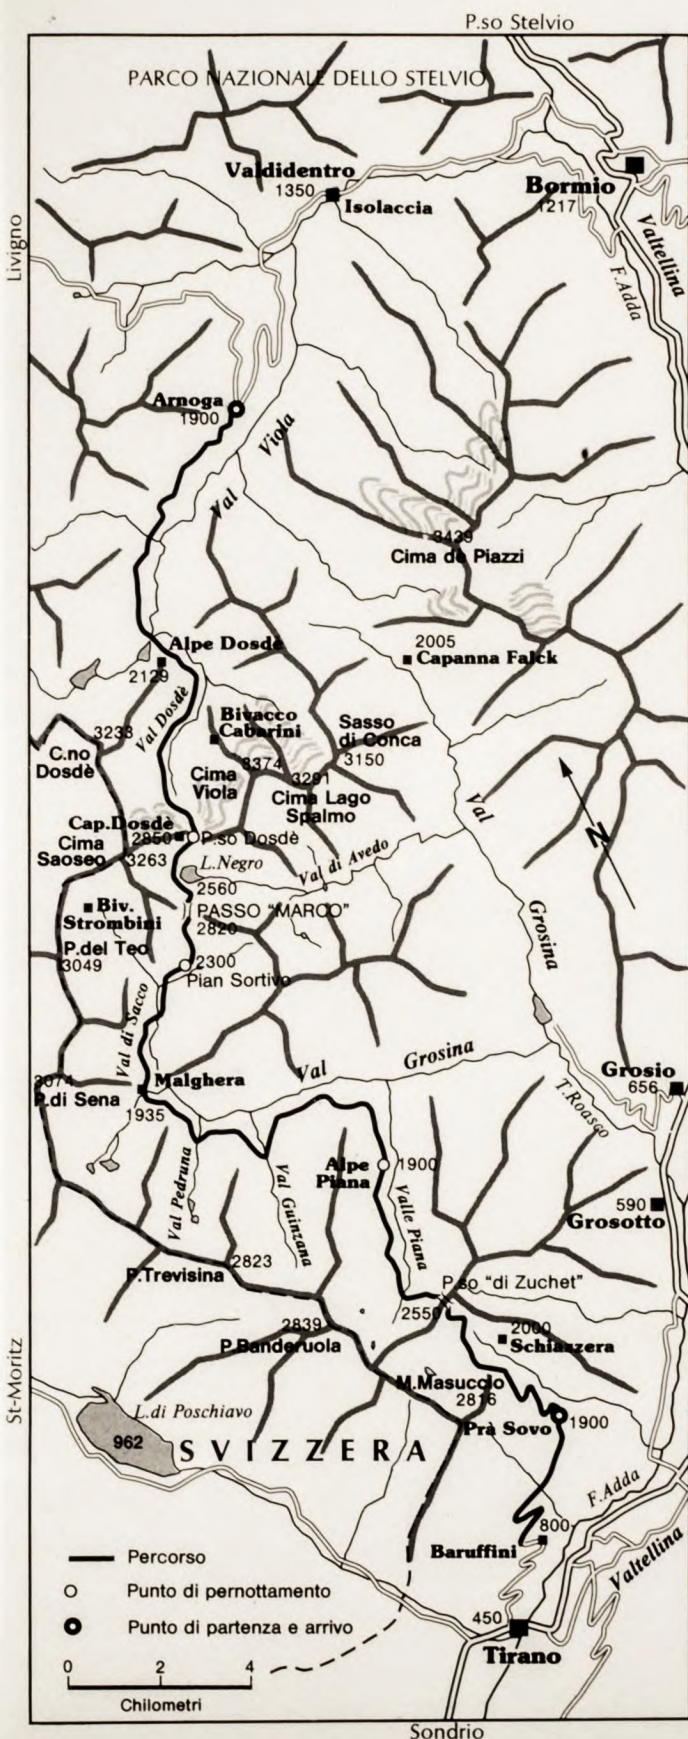 P.so Stelvio
PARCO NAZIONALE DELLO STELVIO
Valdidentro
1350
Isolaccia
Bormio
1217
Valtellina
F.Adda
Livigno
Arnoga
1900
Val Viola
3439
Cima de Piazzi
2005
Capanna Falck
Alpe Dosdè
2129
Val Dosdè
3233
C.no
Dosdè
Bivacco
Cabarini
Sasso
di Conca
3150
Cima
Viola
3374
3291
Cima Lago
Spalmo
Cap.Dosdè
2850
P.so Dosdè
Cima
Saoseo
3263
L.Negro
2560
Val di Avedo
Val Grosina
N
Biv.
Strombini
PASSO "MARCO"
2820
P.del Teo
3049
2300
Pian Sortivo
Val di Sacco
Val Grosina
Malghera
1935
3074
P.di Sena
Grosio
656
T.Roasco
Alpe
Piana
1900
Val Pedruna
Val Guinzana
Valle Piana
590
Grosotto
2823
P.Trevisina
P.so "di Zuchet"
2550
2839
P.Banderuola
2000
Schiazzera
M.Masuccio
2816
St-Moritz
L.di Poschiavo
962
SVIZZERA
Prà Sovo
1900
F.Adda
800
Baruffini
Valtellina
450
Tirano
Percorso
Punto di pernottamento
Punto di partenza e arrivo
0 2 4
Chilometri
Sondrio